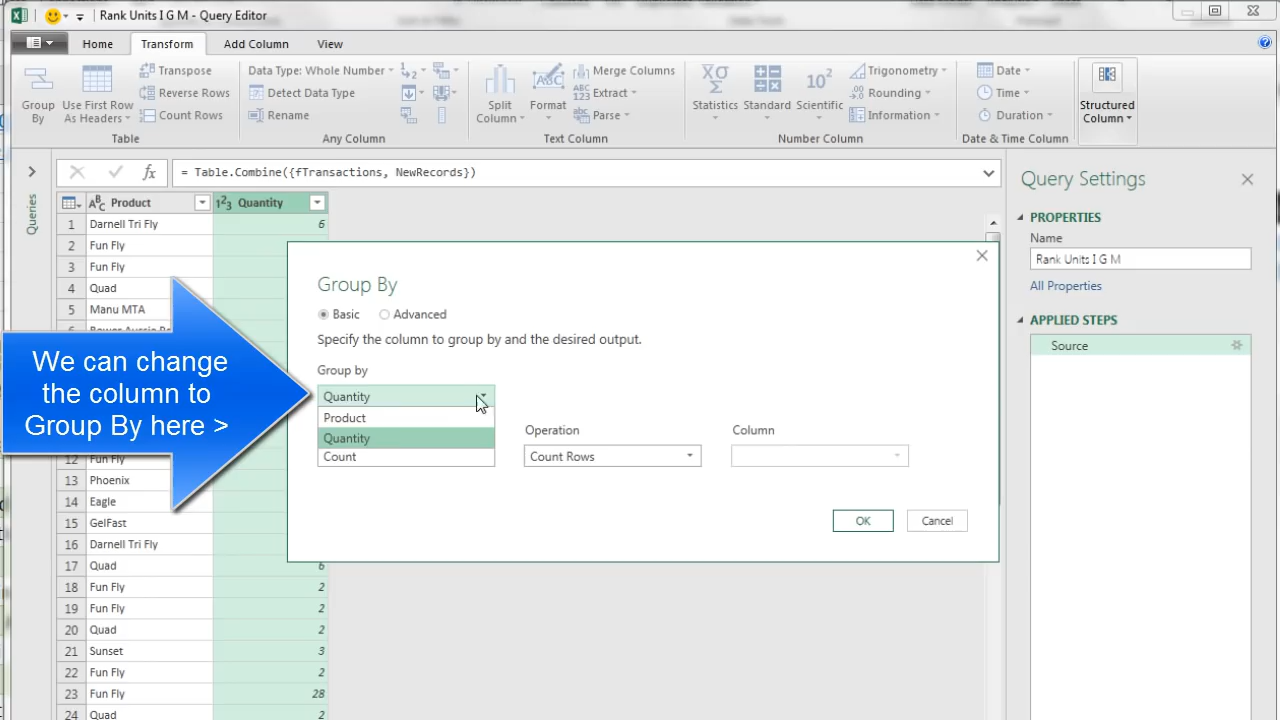 Rank Units I G M - Query Editor
Home Transform Add Column View
Group By
Use First Row As Headers
Transpose
Reverse Rows
Count Rows
Table
Data Type: Whole Number
Detect Data Type
Rename
Any Column
Split Column
Format
Merge Columns
Extract
Parse
Text Column
Statistics
Standard
Scientific
Trigonometry
Rounding
Information
Number Column
Date
Time
Duration
Date & Time Column
Structured Column
= Table.Combine({fTransactions, NewRecords})
Queries
Product Quantity
1 Darnell Tri Fly 6
2 Fun Fly
3 Fun Fly
4 Quad
5 Manu MTA
We can change
the column to
Group By here >
12 Fun Fly
13 Phoenix
14 Eagle
15 GelFast
16 Darnell Tri Fly
17 Quad 6
18 Fun Fly 2
19 Fun Fly 2
20 Quad 2
21 Sunset 3
22 Fun Fly 2
23 Fun Fly 28
24 Quad 2
Group By
Basic Advanced
Specify the column to group by and the desired output.
Group by
Quantity
Product
Quantity
Count
Operation Column
Count Rows
OK Cancel
Query Settings
PROPERTIES
Name
Rank Units I G M
All Properties
APPLIED STEPS
Source